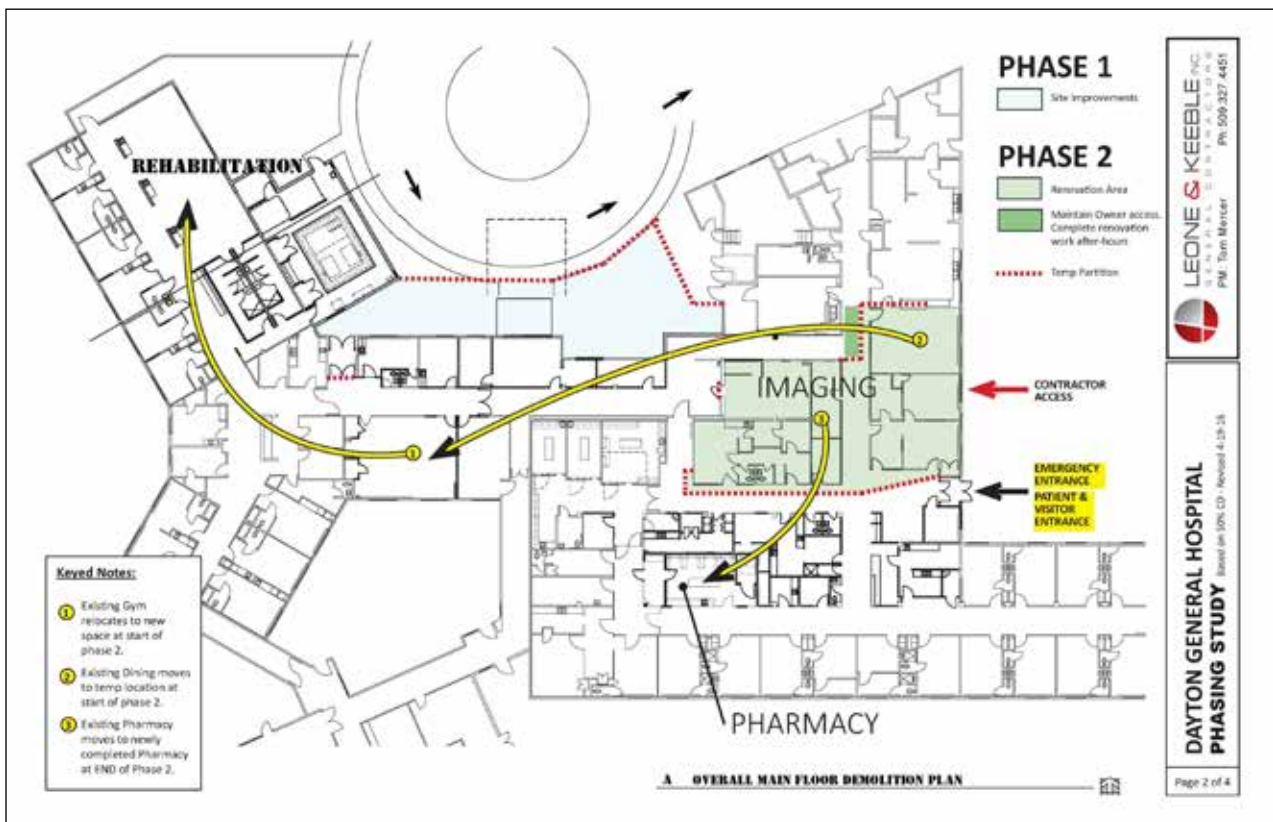 PHASE 1
Site Improvements
PHASE 2
Renovation Area
Maintain Owner access.
Complete renovation
work after-hours
Temp Partition
REHABILITATION
IMAGING
2
3
1
CONTRACTOR
ACCESS
EMERGENCY
ENTRANCE
PATIENT &
VISITOR
ENTRANCE
Keyed Notes:
1 Existing Gym
relocates to new
space at start of
phase 2.
2 Existing Dining moves
to temp location at
start of phase 2.
3 Existing Pharmacy
moves to newly
completed Pharmacy
at END of Phase 2.
PHARMACY
A OVERALL MAIN FLOOR DEMOLITION PLAN
LEONE & KEEBLE INC
GENERAL CONTRACTORS
PM: Tom Mercer Ph: 509.327.4451
DAYTON GENERAL HOSPITAL
PHASING STUDY Based on 50% CD - Revised 4-19-16
Page 2 of 4